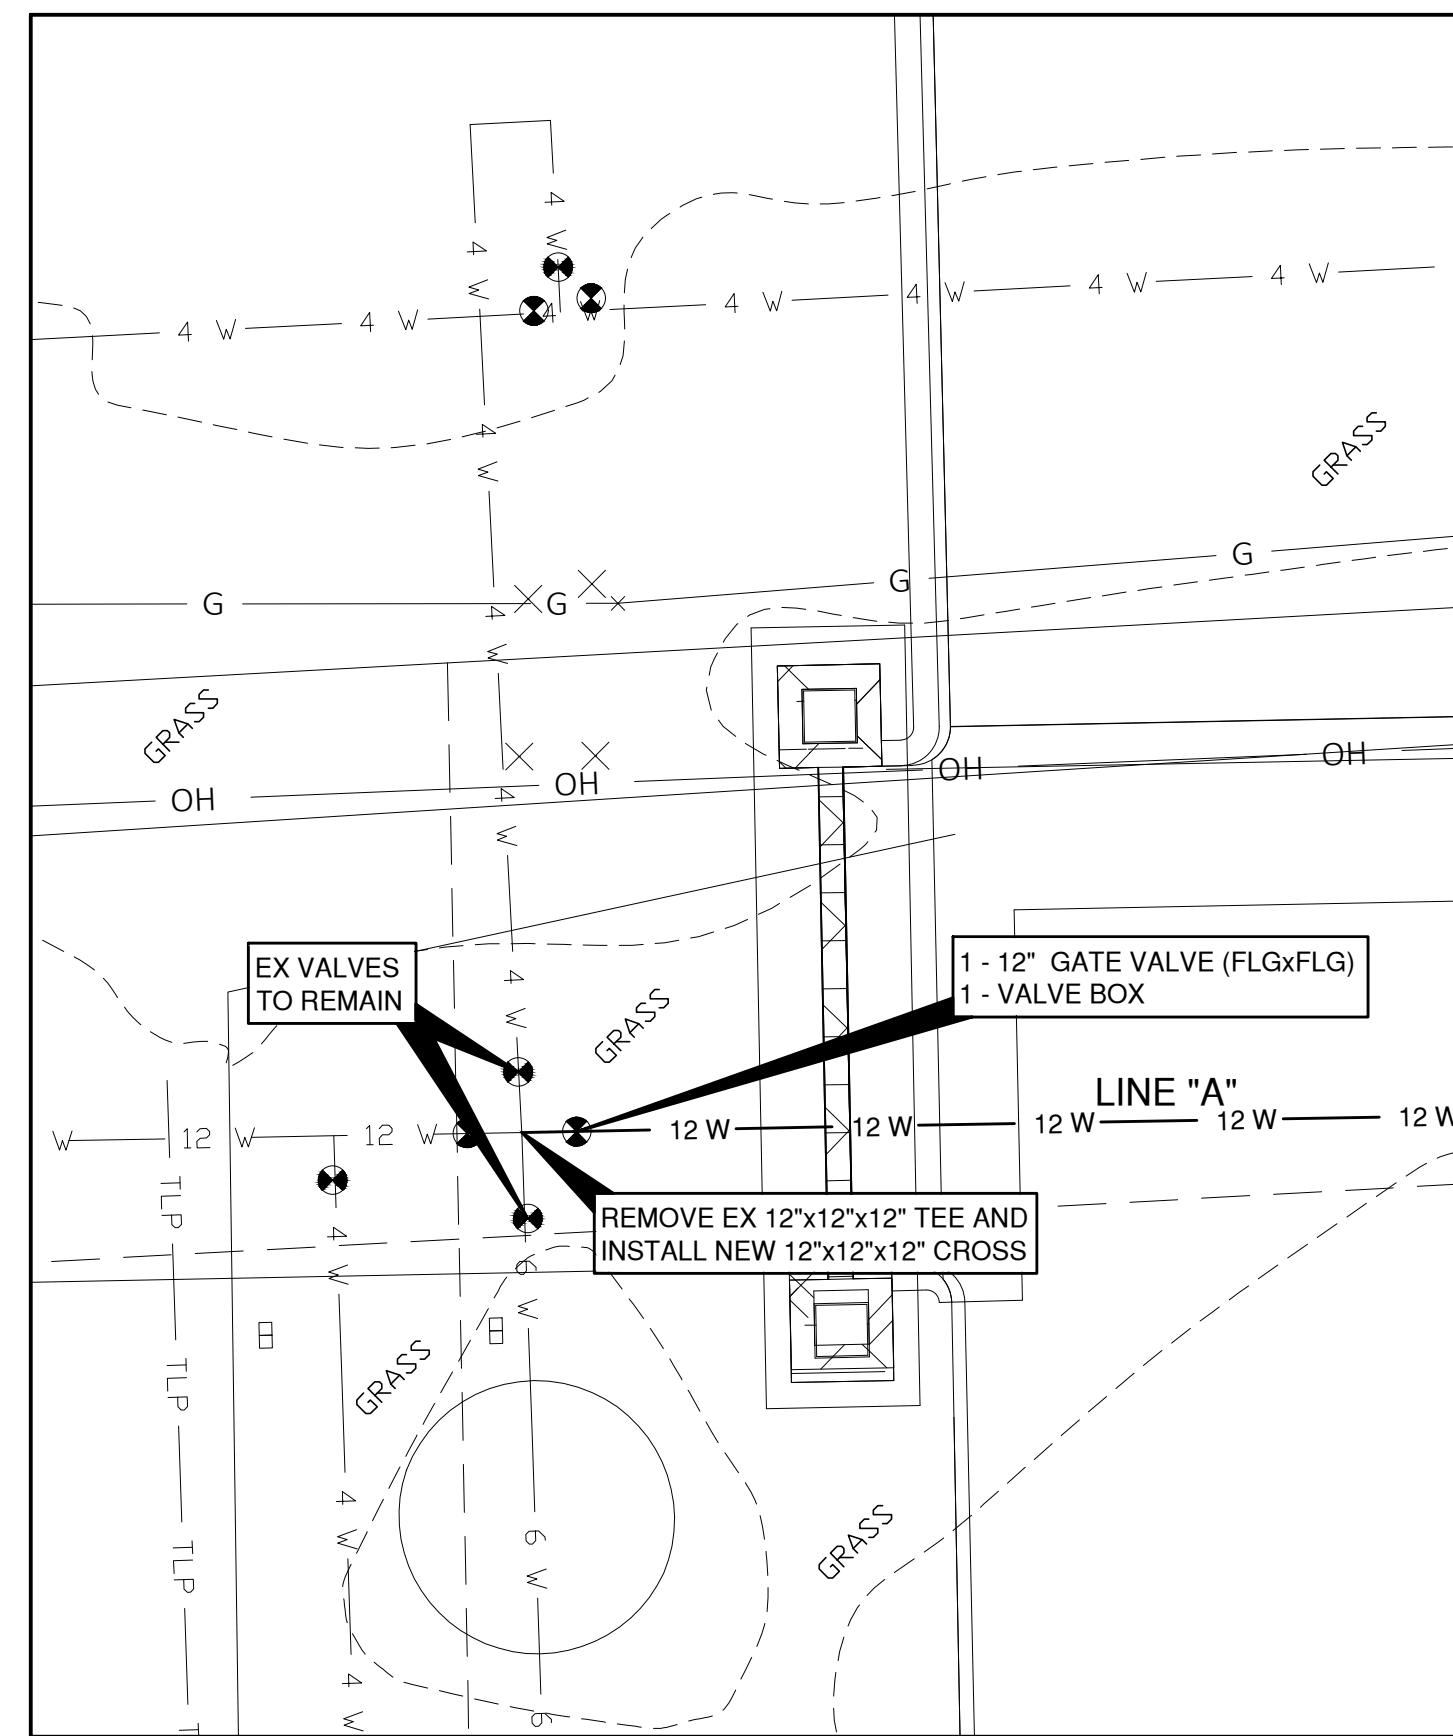 4 W
4 W
4 W
4 W
4 W
4 W
4 W
4 W
4 W
4 W
GRASS
G
G
G
G
4 W
GRASS
OH
OH
OH
OH
4 W
EX VALVES
TO REMAIN
4 W
GRASS
1 - 12" GATE VALVE (FLGxFLG)
1 - VALVE BOX
LINE "A"
W
12 W
12 W
12 W
12 W
12 W
12 W
12 W
TLP
4 W
REMOVE EX 12"x12"x12" TEE AND
INSTALL NEW 12"x12"x12" CROSS
6 W
TLP
GRASS
4 W
6 W
TLP
GRASS
4 W
6
T